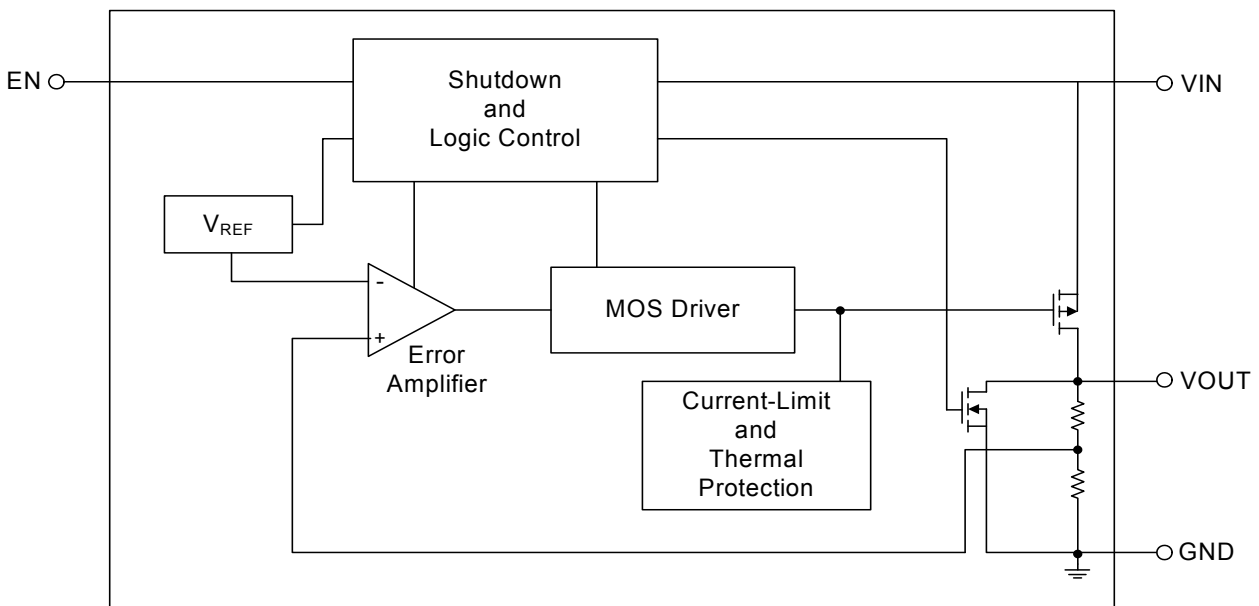 EN
Shutdown
and
Logic Control
VIN
VREF
-
+
Error
Amplifier
MOS Driver
Current-Limit
and
Thermal
Protection
VOUT
GND